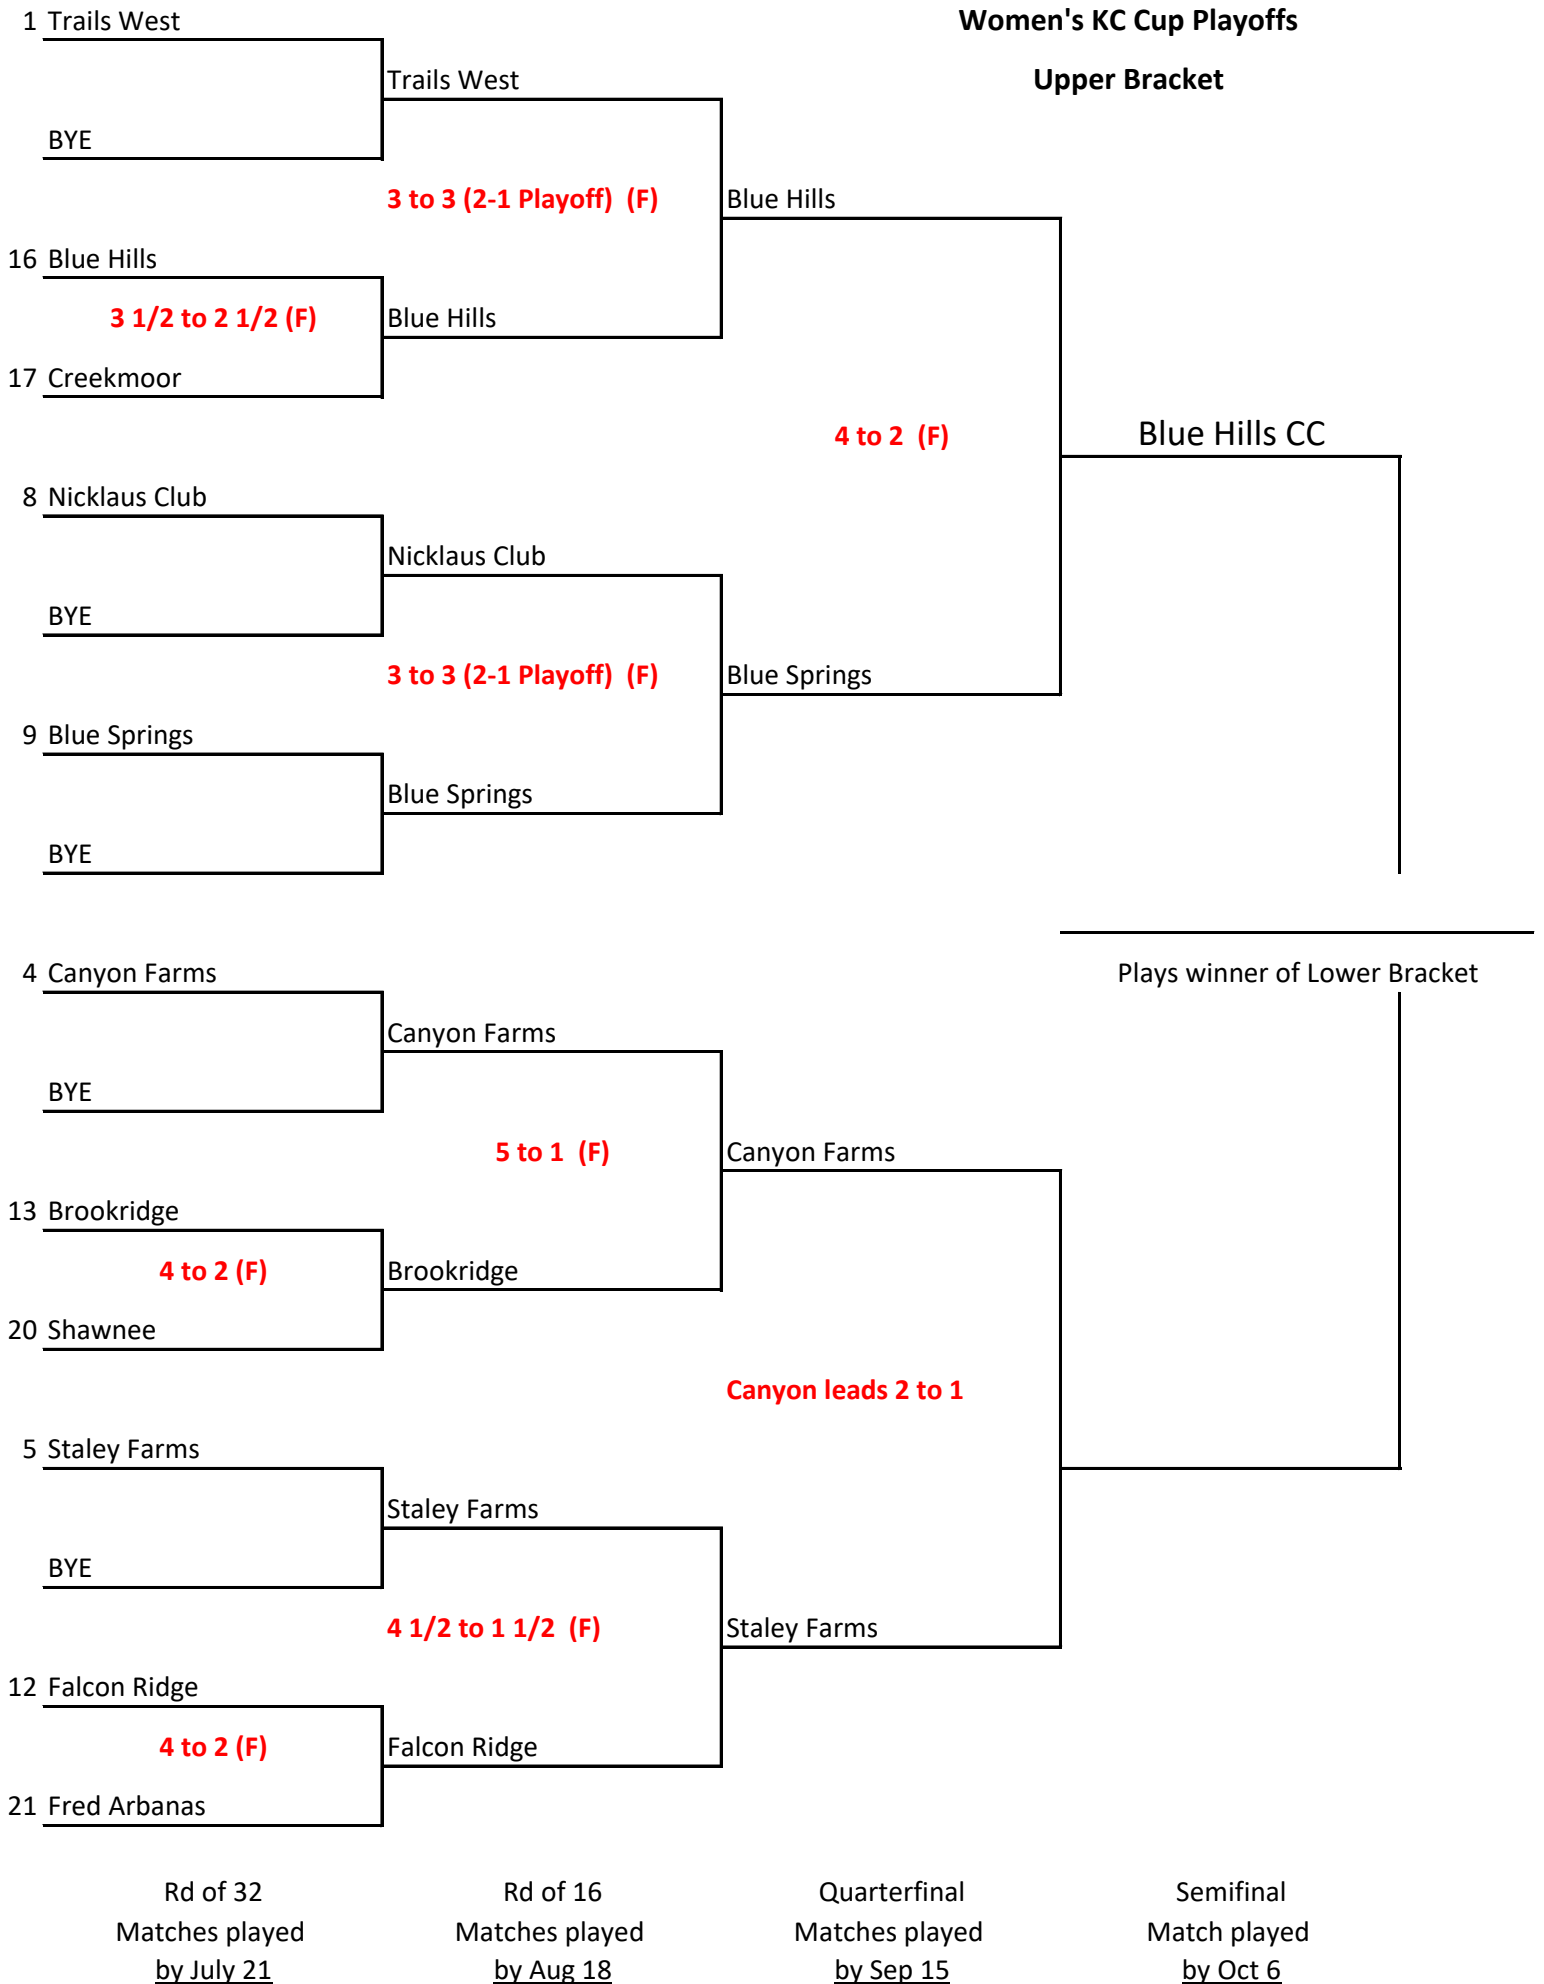 Women's KC Cup Playoffs
Upper Bracket
1 Trails West
Trails West
BYE
3 to 3 (2-1 Playoff) (F)
Blue Hills
16 Blue Hills
3 1/2 to 2 1/2 (F)
Blue Hills
17 Creekmoor
4 to 2 (F)
Blue Hills CC
8 Nicklaus Club
Nicklaus Club
BYE
3 to 3 (2-1 Playoff) (F)
Blue Springs
9 Blue Springs
Blue Springs
BYE
4 Canyon Farms
Plays winner of Lower Bracket
Canyon Farms
BYE
5 to 1 (F)
Canyon Farms
13 Brookridge
4 to 2 (F)
Brookridge
20 Shawnee
Canyon leads 2 to 1
5 Staley Farms
Staley Farms
BYE
4 1/2 to 1 1/2 (F)
Staley Farms
12 Falcon Ridge
4 to 2 (F)
Falcon Ridge
21 Fred Arbanas
Rd of 32
Matches played
by July 21
Rd of 16
Matches played
by Aug 18
Quarterfinal
Matches played
by Sep 15
Semifinal
Match played
by Oct 6